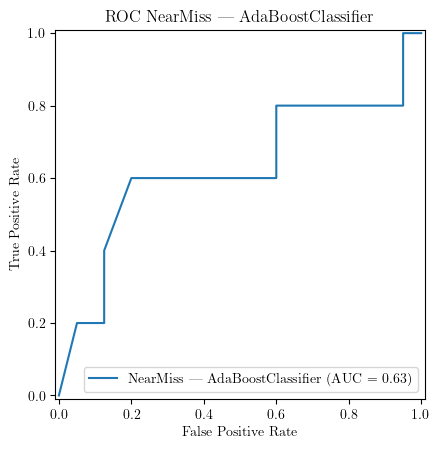 ROC NearMiss — AdaBoostClassifier
1.0
0.8
0.6
0.4
0.2
0.0
True Positive Rate
NearMiss — AdaBoostClassifier (AUC = 0.63)
0.0 0.2 0.4 0.6 0.8 1.0
False Positive Rate